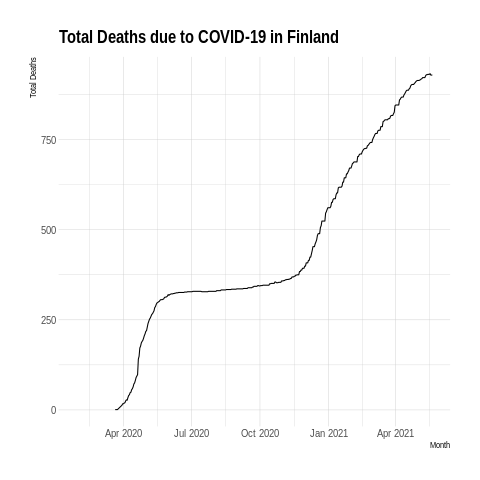 Total Deaths due to COVID-19 in Finland
Total Deaths
750
500
250
0
Apr 2020 Jul 2020 Oct 2020 Jan 2021 Apr 2021
Month